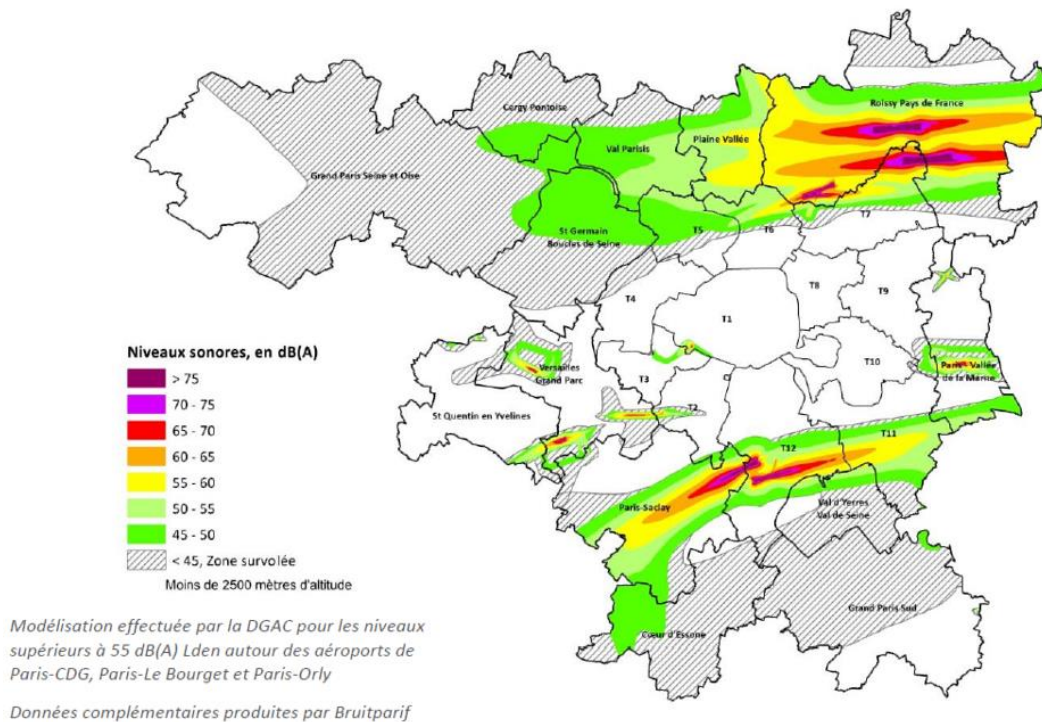 Cergy Pontoise
Roissy Pays de France
Plaine Vallée
Val Parisis
Grand Paris Seine et Oise
T7
St Germain
Boucles de Seine
T5
T6
T8
T9
T4
T1
Niveaux sonores, en dB(A)
> 75
70 - 75
65 - 70
60 - 65
55 - 60
50 - 55
45 - 50
< 45, Zone survolée
Moins de 2500 mètres d'altitude
Versailles
Grand Parc
T3
T10
Paris - Vallée
de la Marne
St Quentin en Yvelines
T2
T11
T12
Paris-Saclay
Val d'Yerres
Val de Seine
Grand Paris Sud
Cœur d'Essone
Modélisation effectuée par la DGAC pour les niveaux
supérieurs à 55 dB(A) Lden autour des aéroports de
Paris-CDG, Paris-Le Bourget et Paris-Orly
Données complémentaires produites par Bruitparif